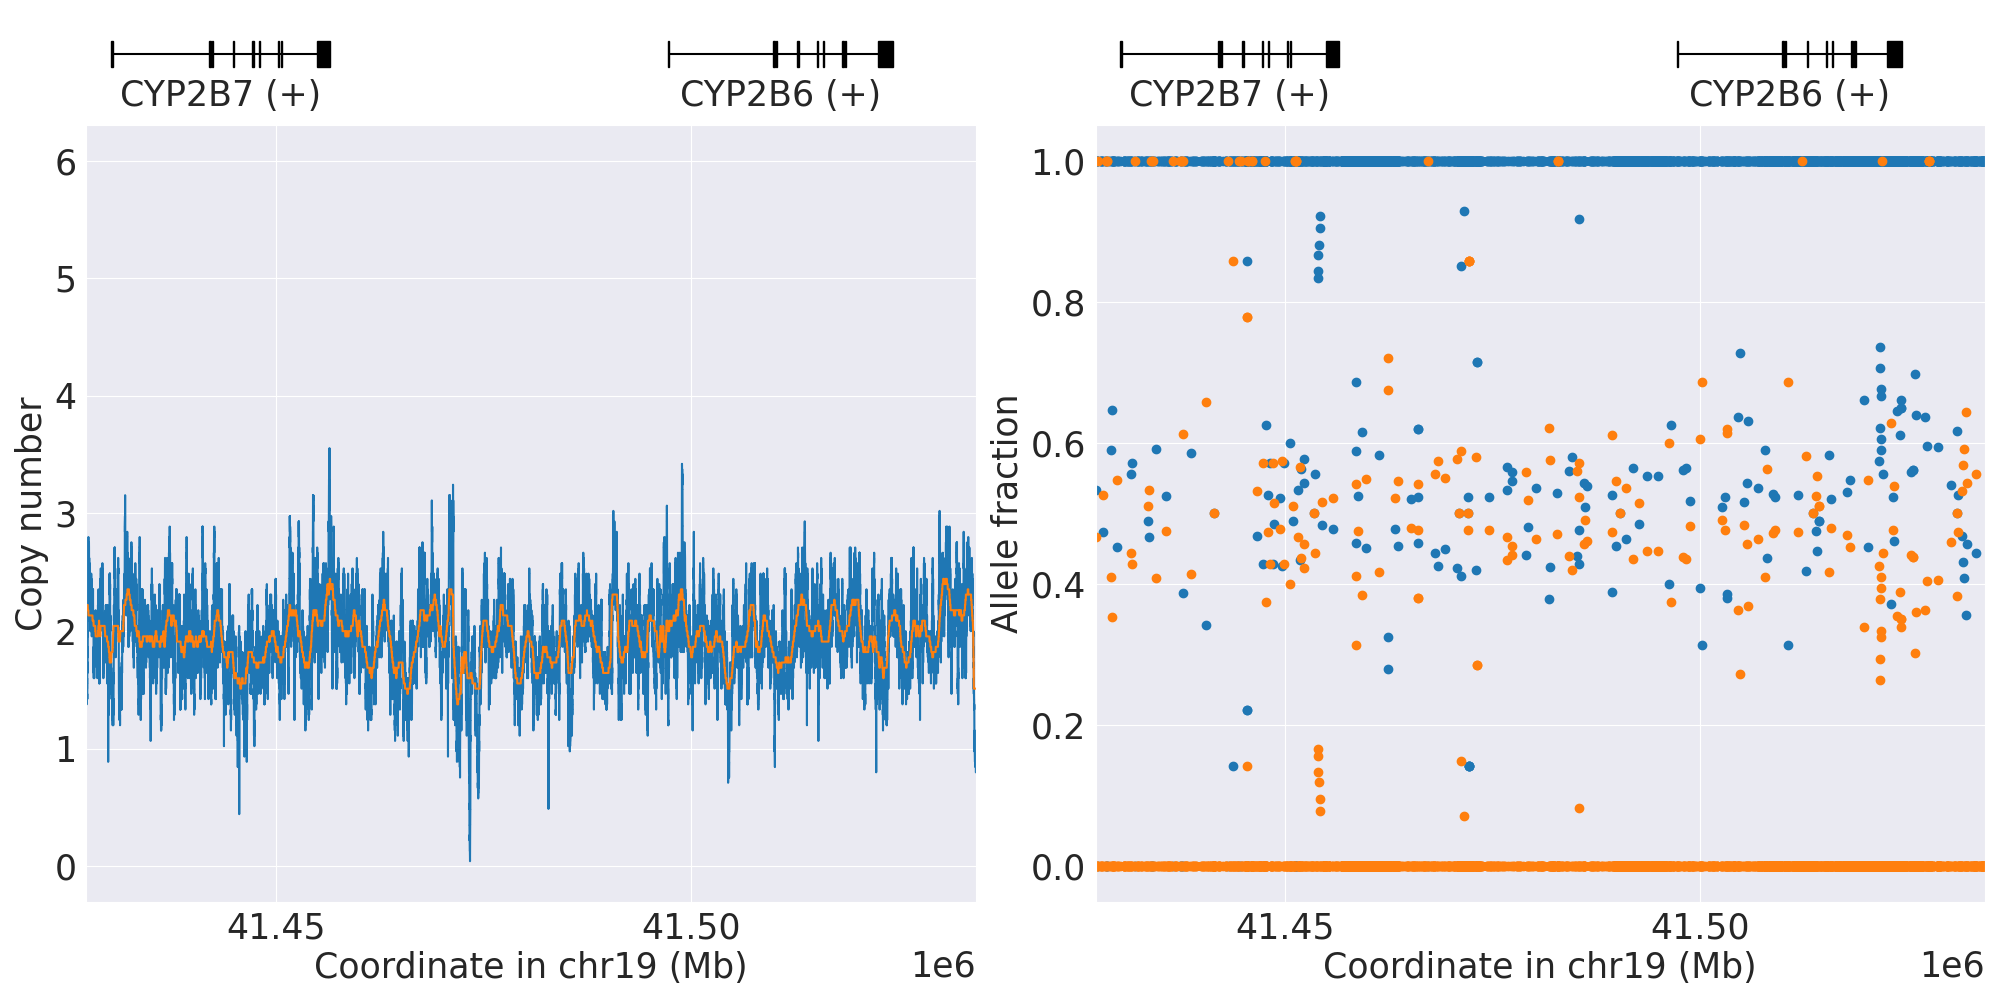 CYP2B7 (+)
CYP2B6 (+)
6
5
4
3
2
1
0
Copy number
41.45
41.50
Coordinate in chr19 (Mb)
1e6
CYP2B7 (+)
CYP2B6 (+)
1.0
0.8
0.6
0.4
0.2
0.0
Allele fraction
41.45
41.50
Coordinate in chr19 (Mb)
1e6